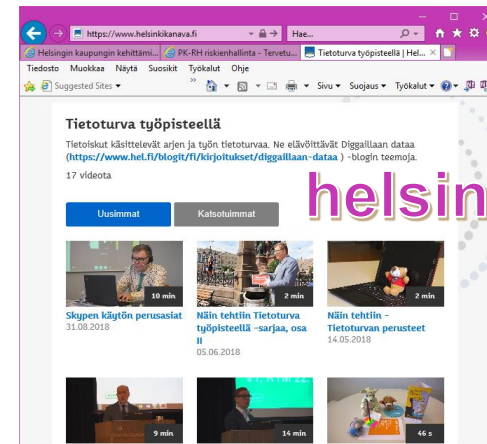 https://www.helsinkikanava.fi
Hae...
Helsingin kaupungin kehittämi...
PK-RH riskienhallinta - Tervetu...
Tietoturva työpisteellä | Hel...
Tiedosto Muokkaa Näytä Suosikit Työkalut Ohje
Suggested Sites
Sivu Suojaus Työkalut
Tietoturva työpisteellä
Tietoiskut käsittelevät arjen ja työn tietoturvaa. Ne elävöittävät Diggaillaan dataa
(https://www.hel.fi/blogit/fi/kirjoitukset/diggaillaan-dataa ) -blogin teemoja.
17 videota
helsin
Uusimmat
Katsotuimmat
10 min
2 min
2 min
Skypen käytön perusasiat
31.08.2018
Näin tehtiin Tietoturva
työpisteellä -sarjaa, osa
II
05.06.2018
Näin tehtiin -
Tietoturvan perusteet
14.05.2018
9 min
14 min
46 s